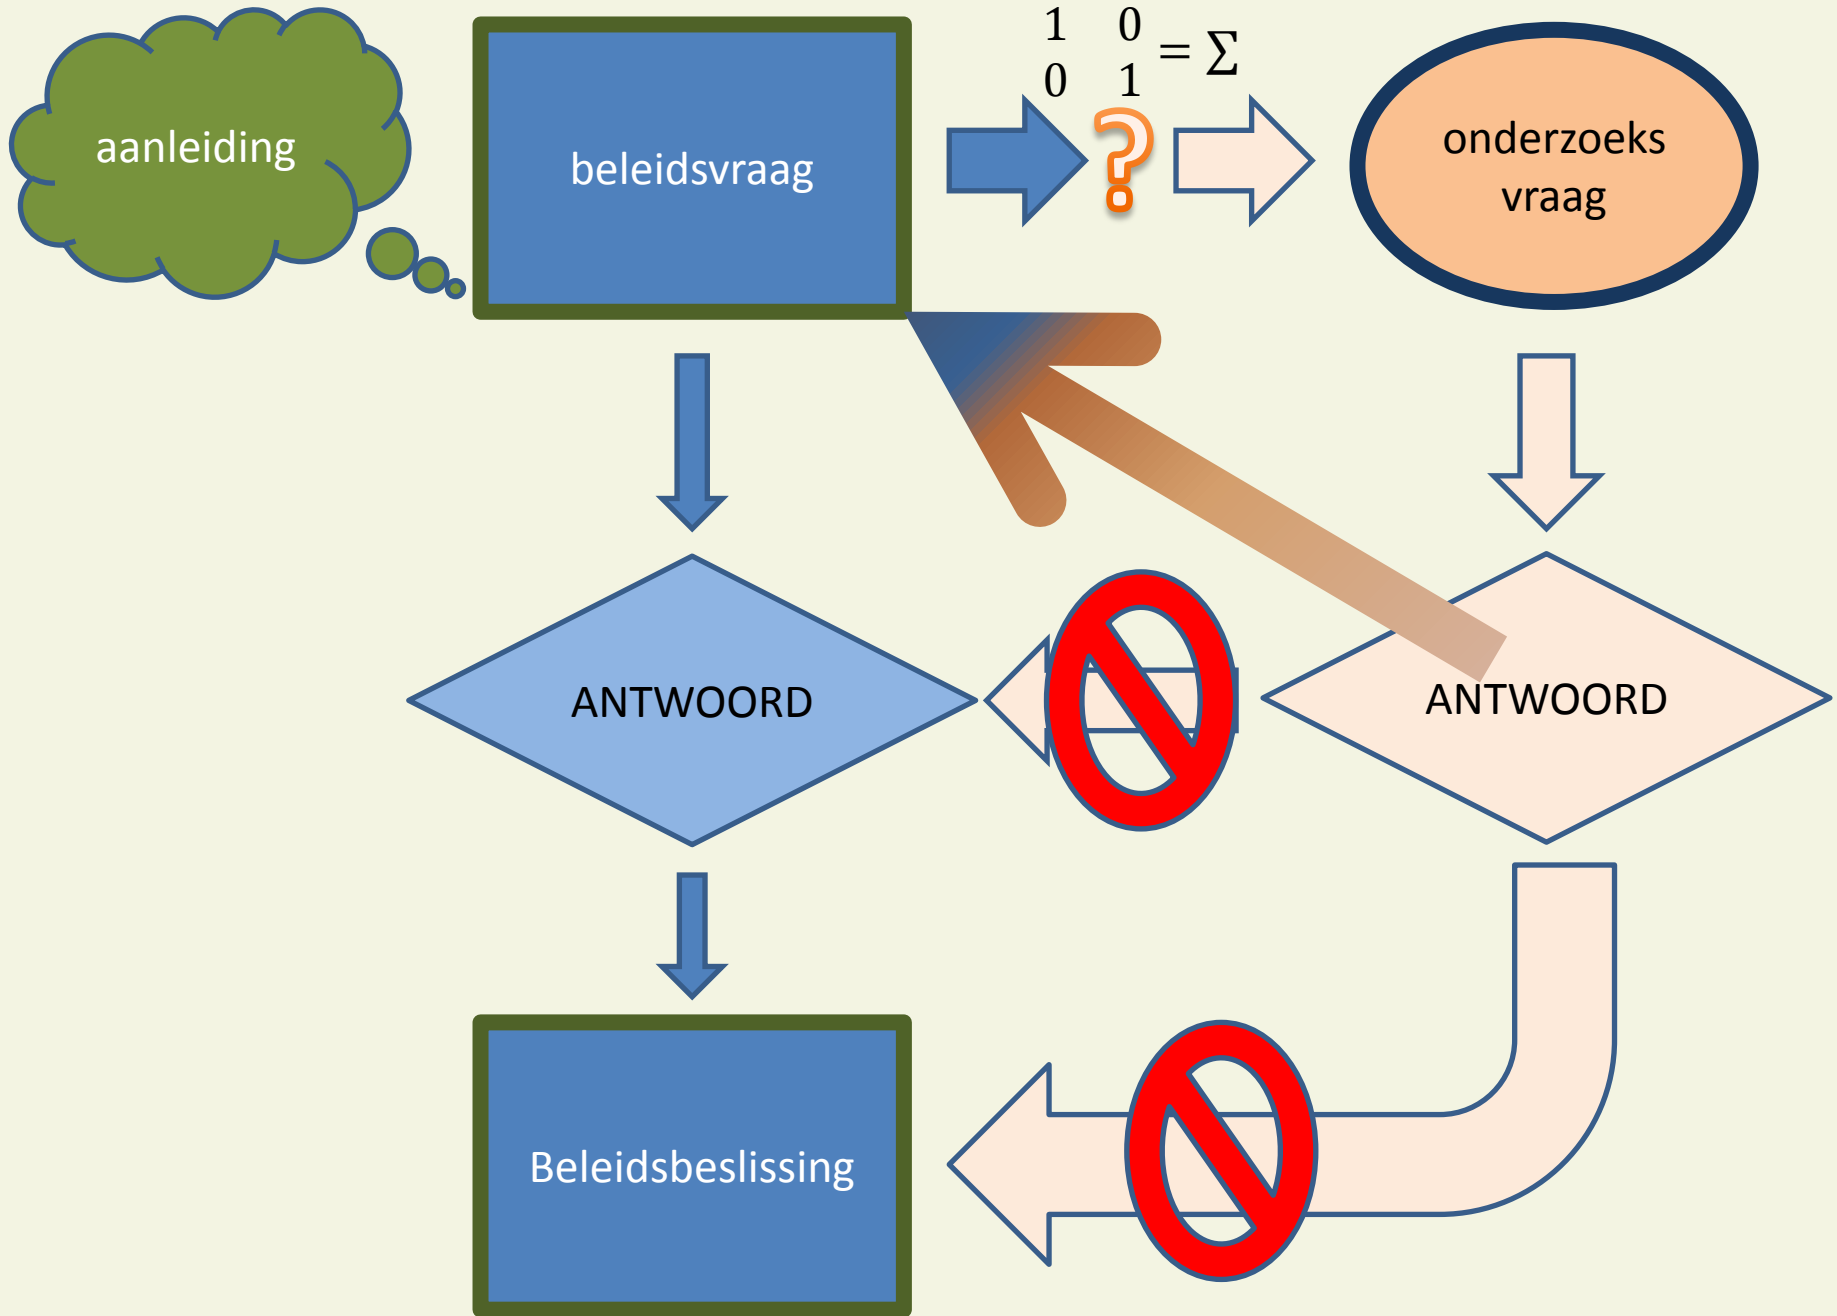 aanleiding
beleidsvraag
1 0
0 1
= Σ
?
onderzoeks
vraag
ANTWOORD
ANTWOORD
Beleidsbeslissing